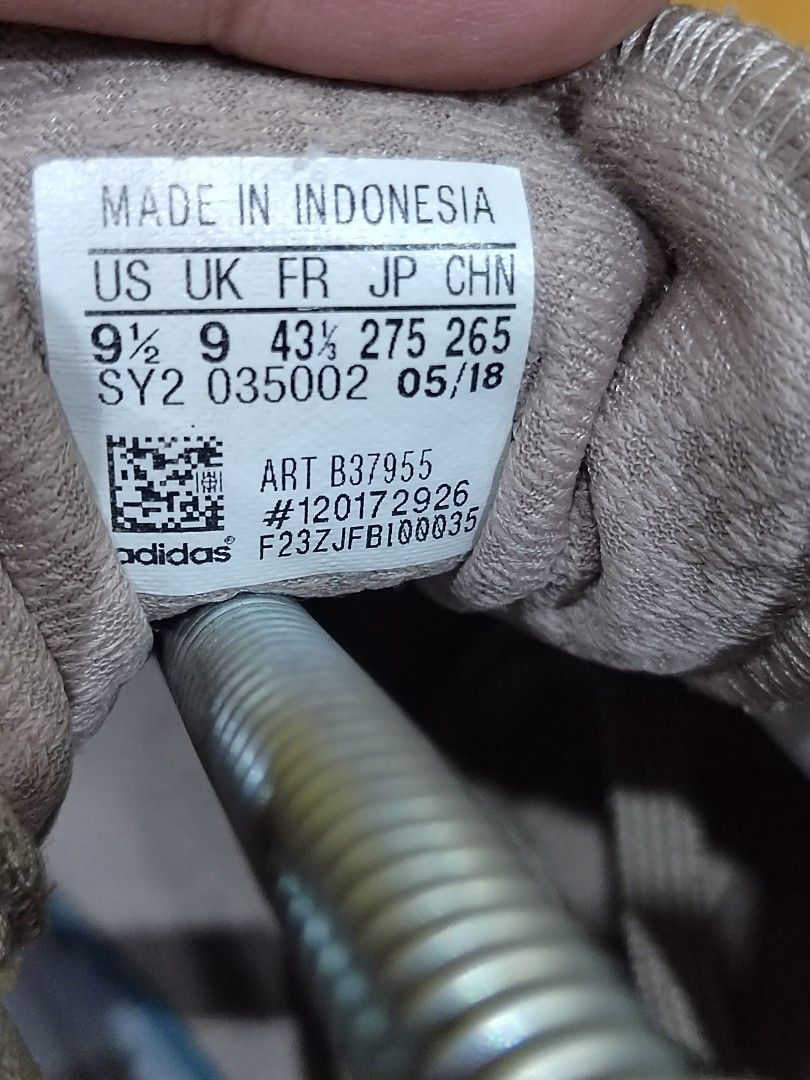 MADE IN INDONESIA
US UK FR JP CHN
9½ 9 43⅓ 275 265
SY2 035002 05/18
ART B37955
#120172926
adidas® F23ZJFBI00035